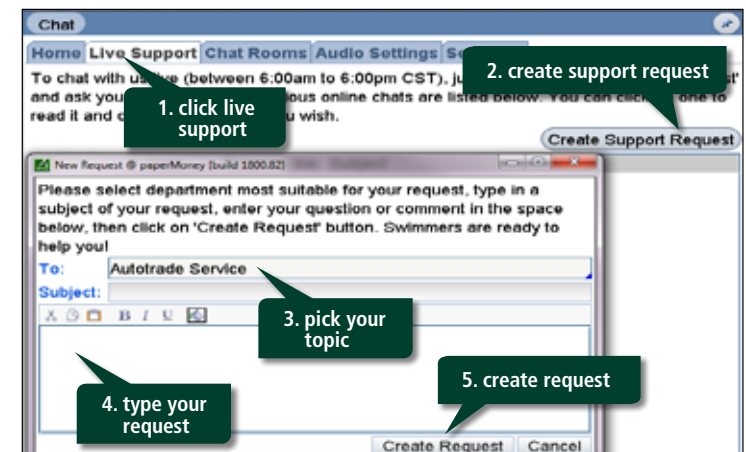 Chat
Home Live Support Chat Rooms Audio Settings Se
To chat with us live (between 6:00am to 6:00pm CST), ju
and ask you ious online chats are listed below. You can click on one to
read it and c u wish.
1. click live
support
2. create support request
Create Support Request
New Request @ paperMoney [build 1800.82]
Please select department most suitable for your request, type in a
subject of your request, enter your question or comment in the space
below, then click on 'Create Request' button. Swimmers are ready to
help you!
To: Autotrade Service
Subject:
B I U
3. pick your
topic
4. type your
request
5. create request
Create Request Cancel